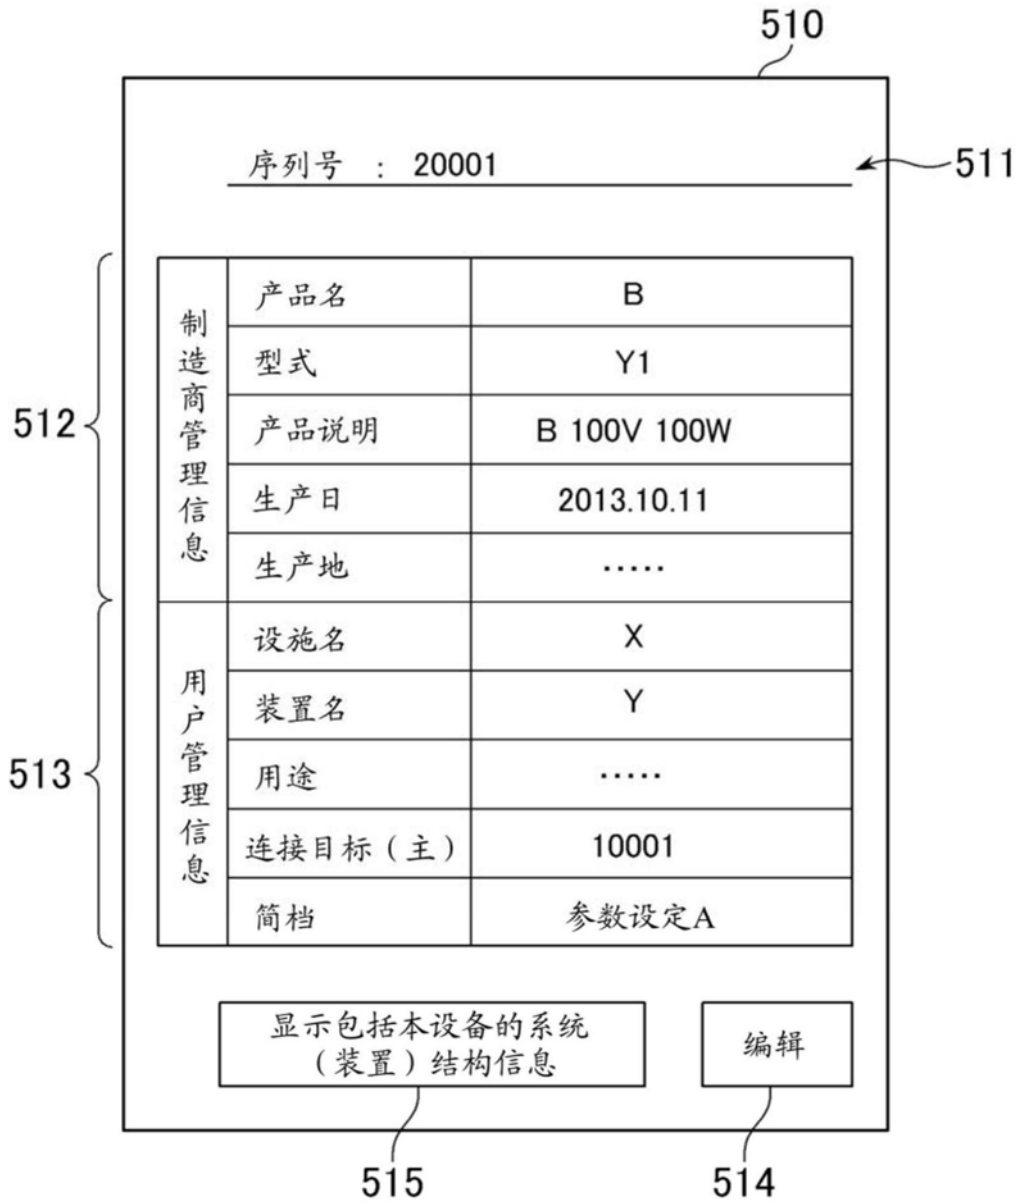 510
序列号 : 20001
511
512
制造商管理信息
产品名 B
型式 Y1
产品说明 B 100V 100W
生产日 2013.10.11
生产地 ·····
513
用户管理信息
设施名 X
装置名 Y
用途 ·····
连接目标（主） 10001
简档 参数设定A
显示包括本设备的系统
（装置）结构信息
编辑
515
514